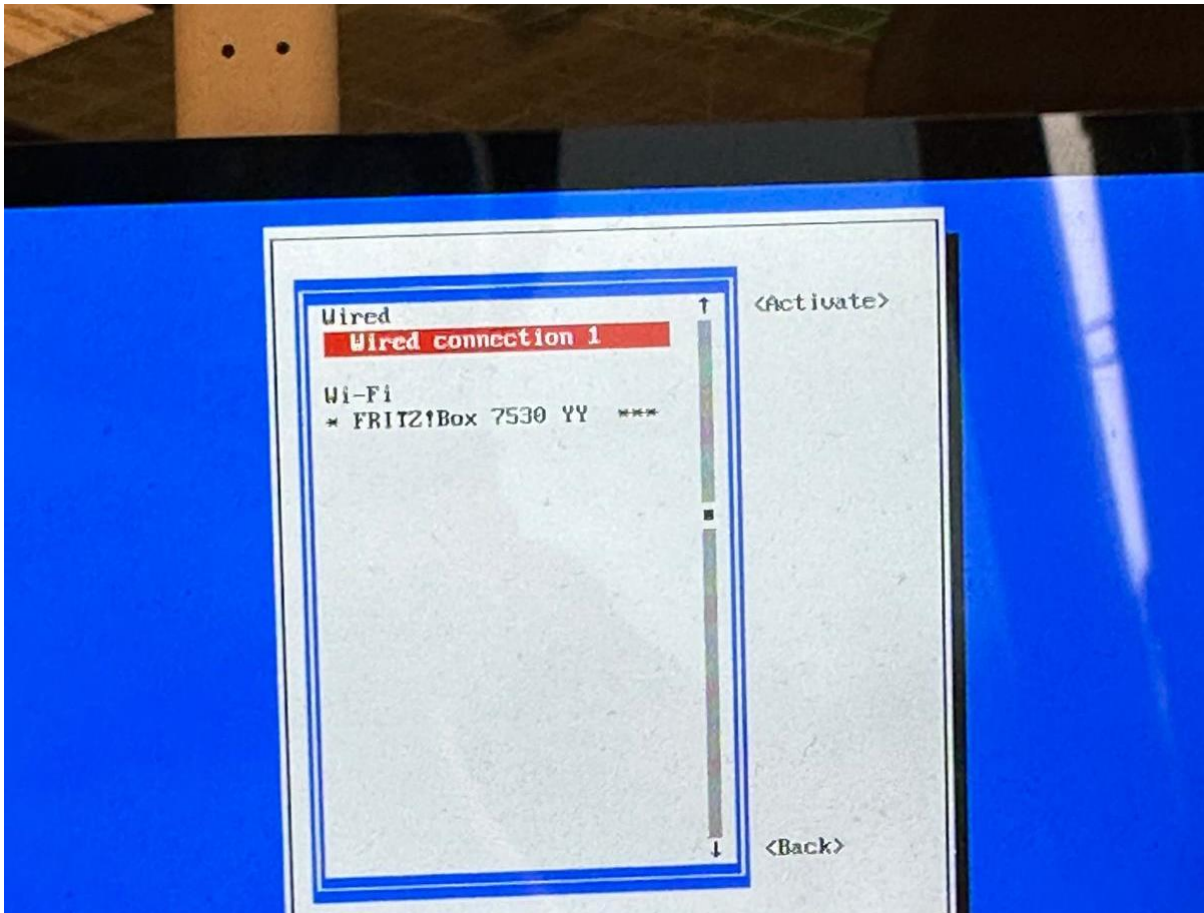 Wired
Wired connection 1
<Activate>
Wi-Fi
* FRITZ!Box 7530 YY ***
<Back>